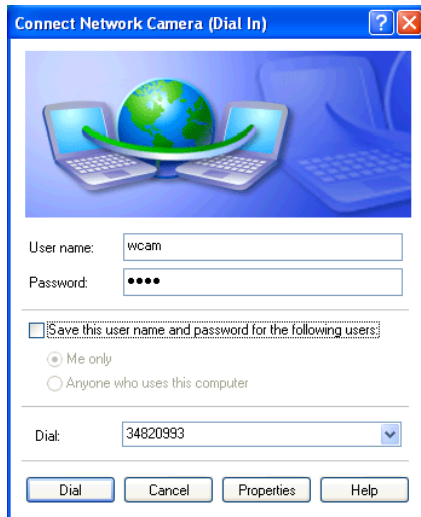 Connect Network Camera (Dial In)
User name: wcam
Password: ••••
Save this user name and password for the following users:
Me only
Anyone who uses this computer
Dial: 34820993
Dial Cancel Properties Help